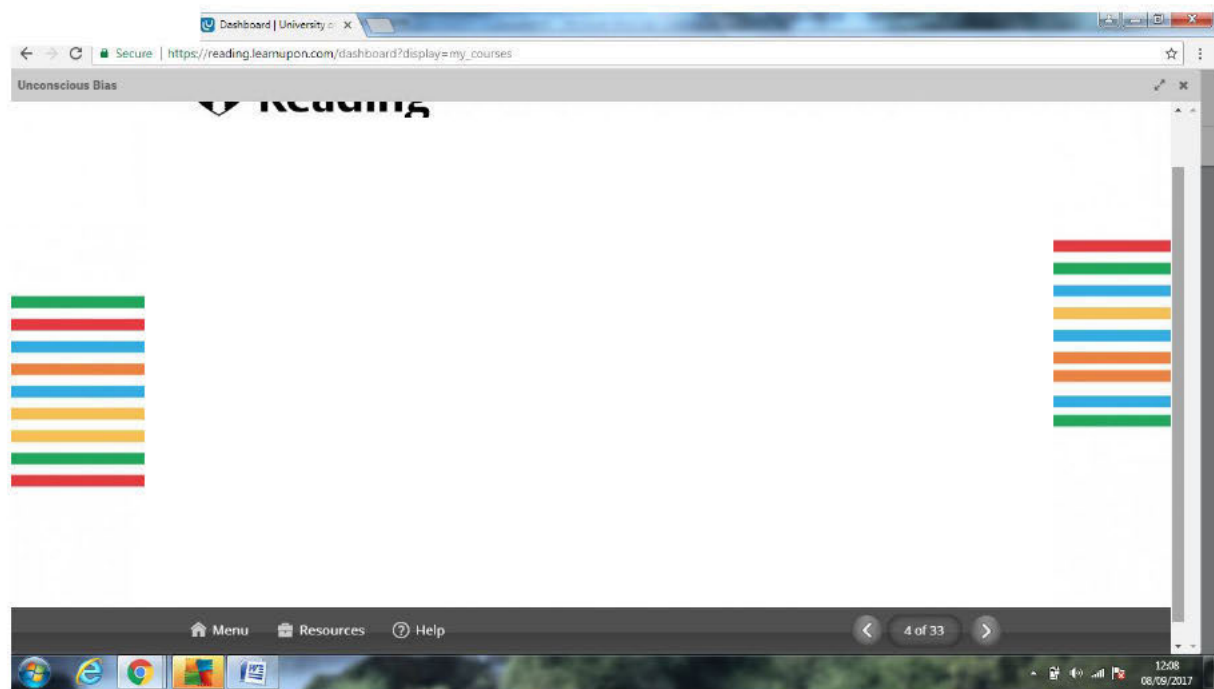 Dashboard | University o
Secure | https://reading.learnupon.com/dashboard?display=my_courses
Unconscious Bias
Reading
Menu Resources Help 4 of 33
12:08
08/09/2017